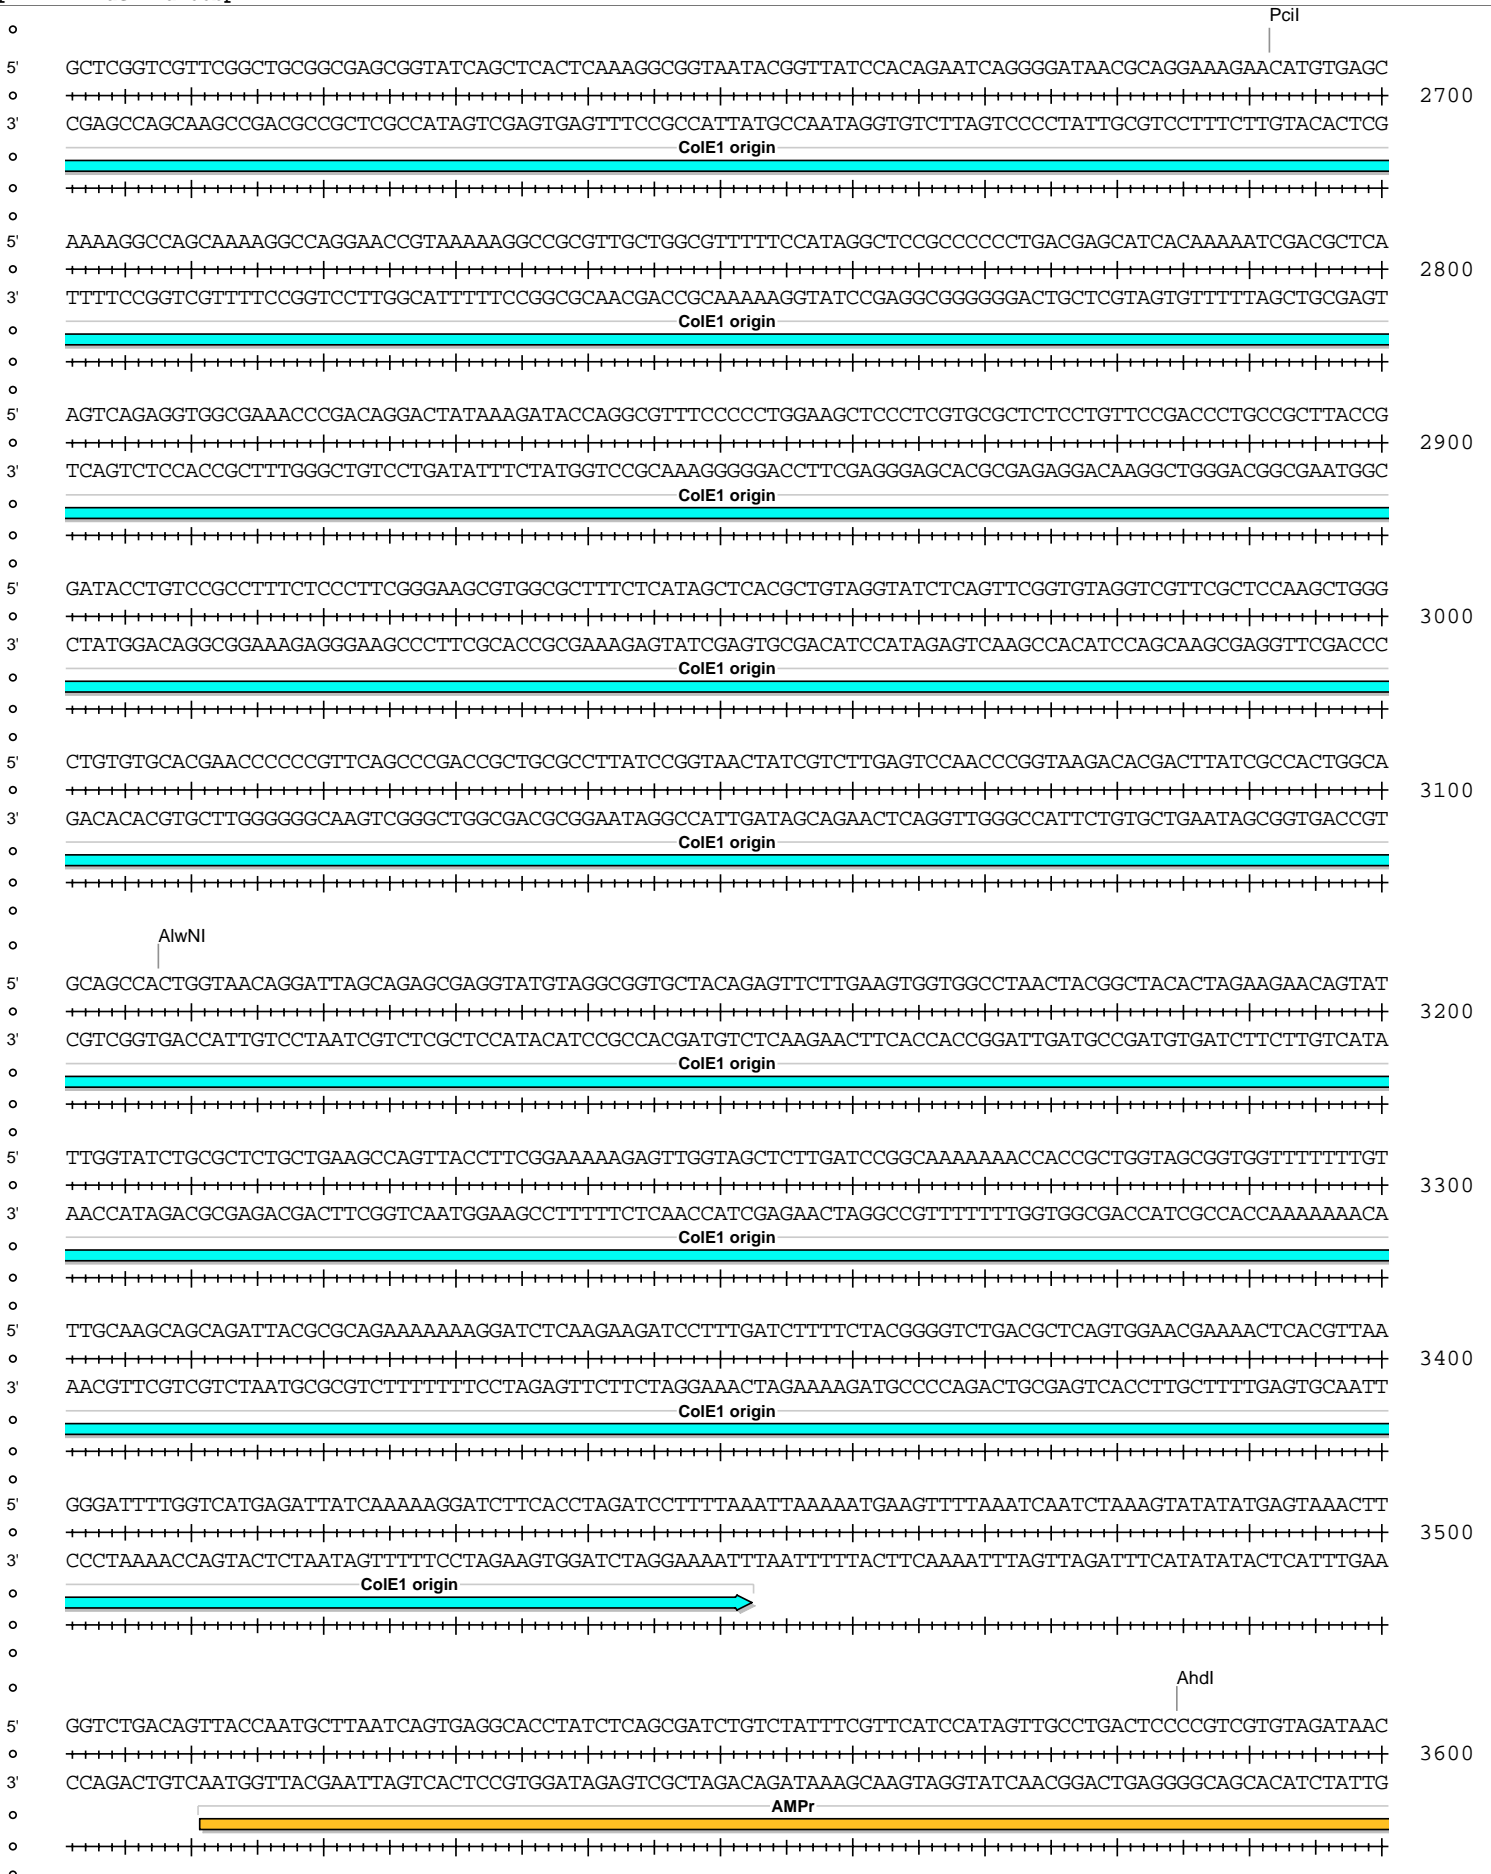 PciI
5' GCTCGGTCGTTCGGCTGCGGCGAGCGGTATCAGCTCACTCAAAGGCGGTAATACGGTTATCCACAGAATCAGGGGATAACGCAGGAAAGAACATGTGAGC
2700
3' CGAGCCAGCAAGCCGACGCCGCTCGCCATAGTCGAGTGAGTTTCCGCCATTATGCCAATAGGTGTCTTAGTCCCCTATTGCGTCCTTTCTTGTACACTCG
ColE1 origin
5' AAAAGGCCAGCAAAAGGCCAGGAACCGTAAAAAGGCCGCGTTGCTGGCGTTTTTCCATAGGCTCCGCCCCCCTGACGAGCATCACAAAAATCGACGCTCA
2800
3' TTTTCCGGTCGTTTTCCGGTCCTTGGCATTTTTCCGGCGCAACGACCGCAAAAAGGTATCCGAGGCGGGGGGACTGCTCGTAGTGTTTTTAGCTGCGAGT
ColE1 origin
5' AGTCAGAGGTGGCGAAACCCGACAGGACTATAAAGATACCAGGCGTTTCCCCCTGGAAGCTCCCTCGTGCGCTCTCCTGTTCCGACCCTGCCGCTTACCG
2900
3' TCAGTCTCCACCGCTTTGGGCTGTCCTGATATTTCTATGGTCCGCAAAGGGGGACCTTCGAGGGAGCACGCGAGAGGACAAGGCTGGGACGGCGAATGGC
ColE1 origin
5' GATACCTGTCCGCCTTTCTCCCTTCGGGAAGCGTGGCGCTTTCTCATAGCTCACGCTGTAGGTATCTCAGTTCGGTGTAGGTCGTTCGCTCCAAGCTGGG
3000
3' CTATGGACAGGCGGAAAGAGGGAAGCCCTTCGCACCGCGAAAGAGTATCGAGTGCGACATCCATAGAGTCAAGCCACATCCAGCAAGCGAGGTTCGACCC
ColE1 origin
5' CTGTGTGCACGAACCCCCCGTTCAGCCCGACCGCTGCGCCTTATCCGGTAACTATCGTCTTGAGTCCAACCCGGTAAGACACGACTTATCGCCACTGGCA
3100
3' GACACACGTGCTTGGGGGGCAAGTCGGGCTGGCGACGCGGAATAGGCCATTGATAGCAGAACTCAGGTTGGGCCATTCTGTGCTGAATAGCGGTGACCGT
ColE1 origin
AlwNI
5' GCAGCCACTGGTAACAGGATTAGCAGAGCGAGGTATGTAGGCGGTGCTACAGAGTTCTTGAAGTGGTGGCCTAACTACGGCTACACTAGAAGAACAGTAT
3200
3' CGTCGGTGACCATTGTCCTAATCGTCTCGCTCCATACATCCGCCACGATGTCTCAAGAACTTCACCACCGGATTGATGCCGATGTGATCTTCTTGTCATA
ColE1 origin
5' TTGGTATCTGCGCTCTGCTGAAGCCAGTTACCTTCGGAAAAAGAGTTGGTAGCTCTTGATCCGGCAAAAAAACCACCGCTGGTAGCGGTGGTTTTTTTGT
3300
3' AACCATAGACGCGAGACGACTTCGGTCAATGGAAGCCTTTTTCTCAACCATCGAGAACTAGGCCGTTTTTTTGGTGGCGACCATCGCCACCAAAAAAACA
ColE1 origin
5' TTGCAAGCAGCAGATTACGCGCAGAAAAAAAGGATCTCAAGAAGATCCTTTGATCTTTTCTACGGGGTCTGACGCTCAGTGGAACGAAAACTCACGTTAA
3400
3' AACGTTCGTCGTCTAATGCGCGTCTTTTTTTCCTAGAGTTCTTCTAGGAAACTAGAAAAGATGCCCCAGACTGCGAGTCACCTTGCTTTTGAGTGCAATT
ColE1 origin
5' GGGATTTTGGTCATGAGATTATCAAAAAGGATCTTCACCTAGATCCTTTTAAATTAAAAATGAAGTTTTAAATCAATCTAAAGTATATATGAGTAAACTT
3500
3' CCCTAAAACCAGTACTCTAATAGTTTTTCCTAGAAGTGGATCTAGGAAAATTTAATTTTTACTTCAAAATTTAGTTAGATTTCATATATACTCATTTGAA
ColE1 origin
AhdI
5' GGTCTGACAGTTACCAATGCTTAATCAGTGAGGCACCTATCTCAGCGATCTGTCTATTTCGTTCATCCATAGTTGCCTGACTCCCCGTCGTGTAGATAAC
3600
3' CCAGACTGTCAATGGTTACGAATTAGTCACTCCGTGGATAGAGTCGCTAGACAGATAAAGCAAGTAGGTATCAACGGACTGAGGGGCAGCACATCTATTG
AMPr